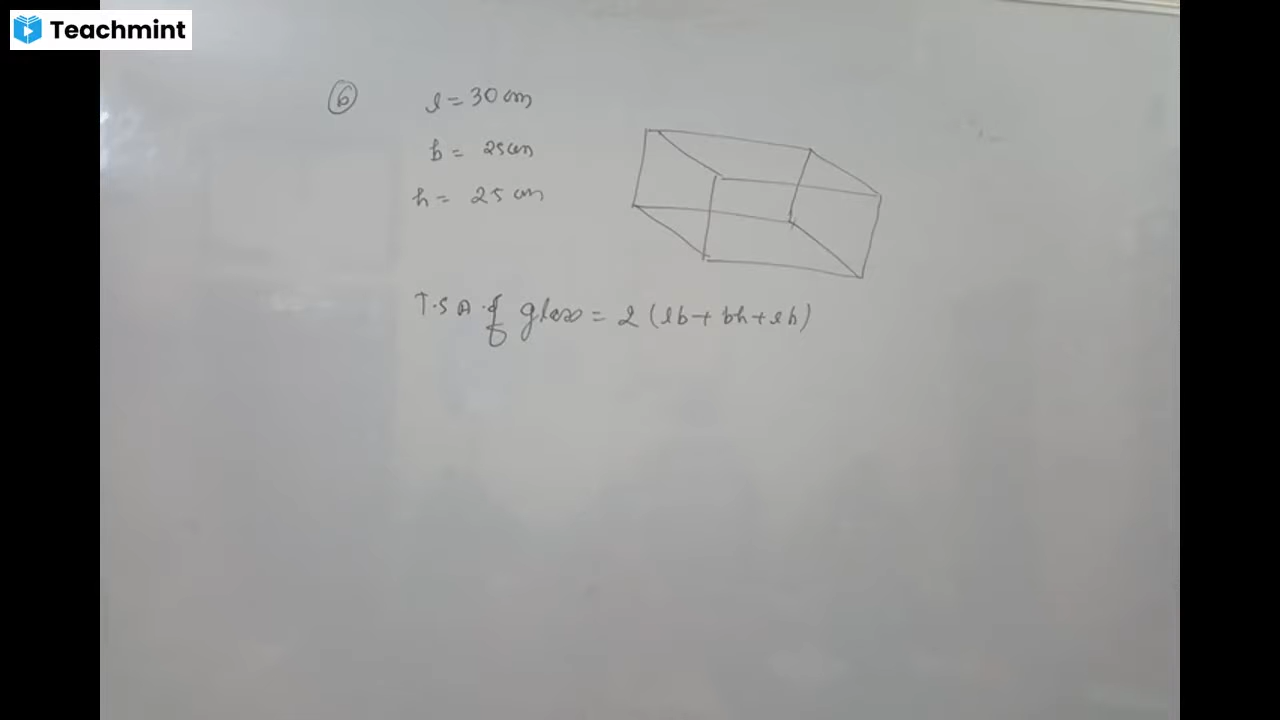 Teachmint
6 l = 30 cm
b = 25 cm
h = 25 cm
T.S.A. of glass = 2 (lb + bh + lh)